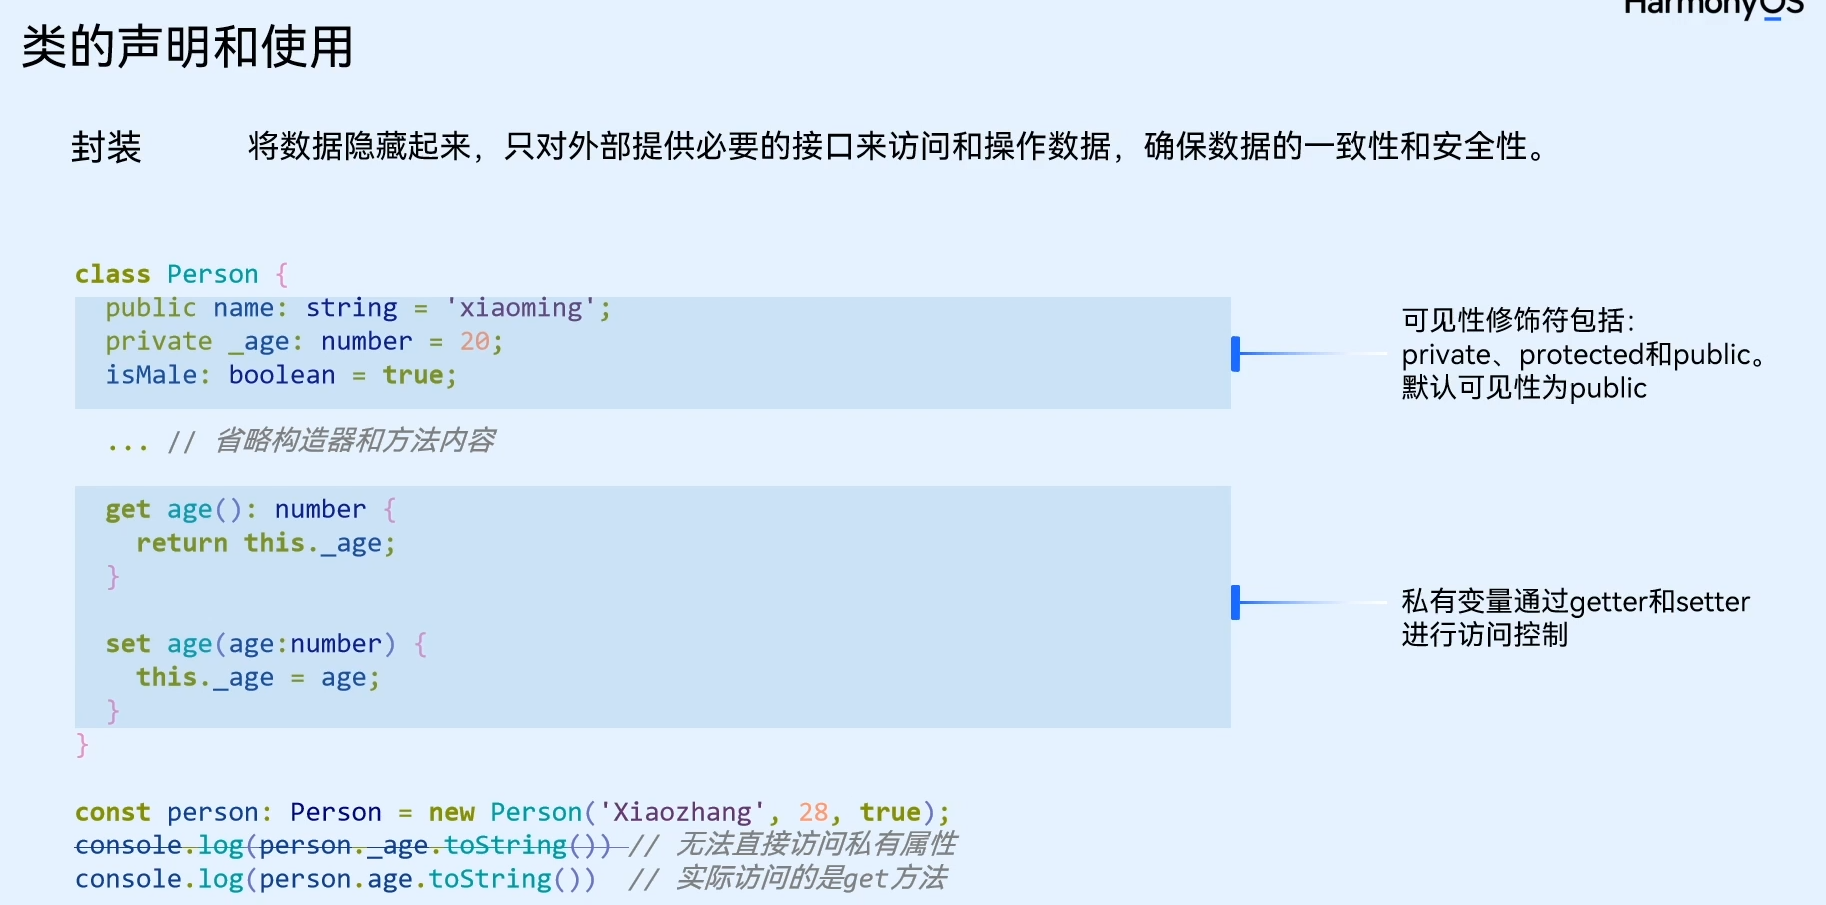 HarmonyOS
类的声明和使用
封装 将数据隐藏起来，只对外部提供必要的接口来访问和操作数据，确保数据的一致性和安全性。
class Person {
  public name: string = 'xiaoming';
  private _age: number = 20;
  isMale: boolean = true;
  ... // 省略构造器和方法内容
  get age(): number {
    return this._age;
  }
  set age(age:number) {
    this._age = age;
  }
}
const person: Person = new Person('Xiaozhang', 28, true);
console.log(person._age.toString()) // 无法直接访问私有属性
console.log(person.age.toString()) // 实际访问的是get方法
可见性修饰符包括：
private、protected和public。
默认可见性为public
私有变量通过getter和setter
进行访问控制